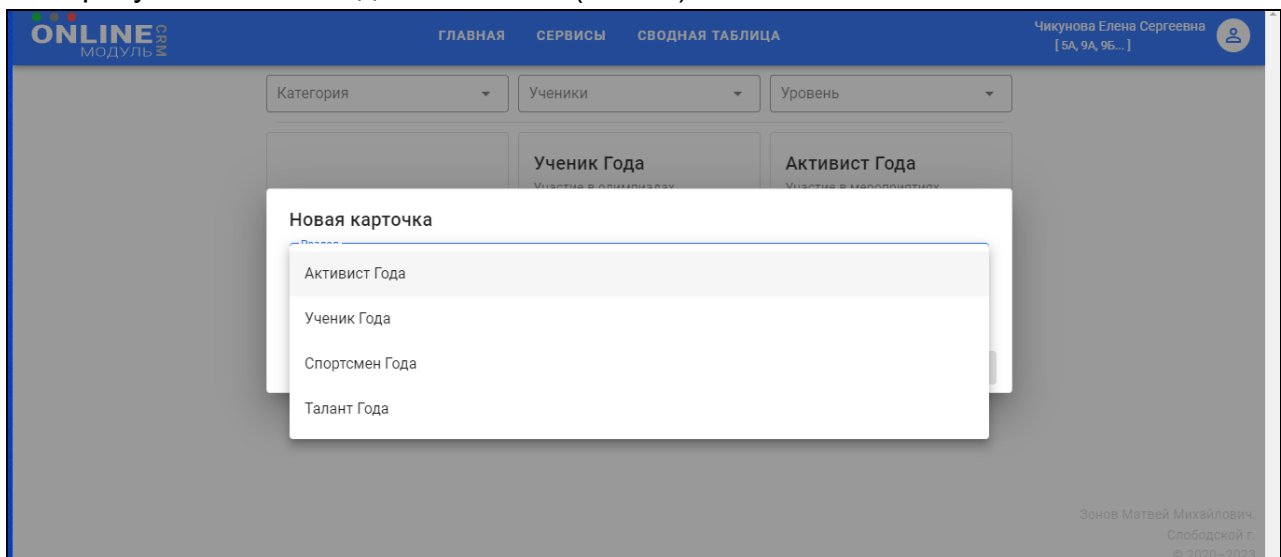 ONLINE CRM
МОДУЛЬ
ГЛАВНАЯ СЕРВИСЫ СВОДНАЯ ТАБЛИЦА
Чикунова Елена Сергеевна
[ 5А, 9А, 9Б... ]
Категория Ученики Уровень
Ученик Года Активист Года
Участие в олимпиадах Участие в мероприятиях
Новая карточка
Раздел
Активист Года
Ученик Года
Спортсмен Года
Талант Года
Зонов Матвей Михайлович.
Слободской г.
© 2020–2023